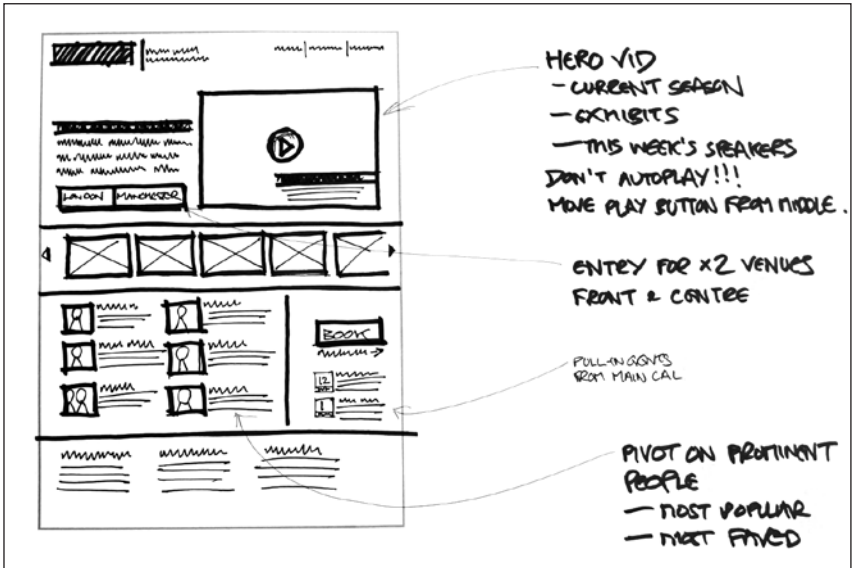 HERO VID
- CURRENT SEASON
- EXHIBITS
- THIS WEEK'S SPEAKERS
DON'T AUTOPLAY!!!
MOVE PLAY BUTTON FROM MIDDLE.
LONDON MANCHESTER
ENTRY FOR x2 VENUES
FRONT & CENTRE
BOOK
PULL-IN EVENTS
FROM MAIN CAL
12
1
PIVOT ON PROMINENT
PEOPLE
- MOST POPULAR
- MOST FAVED